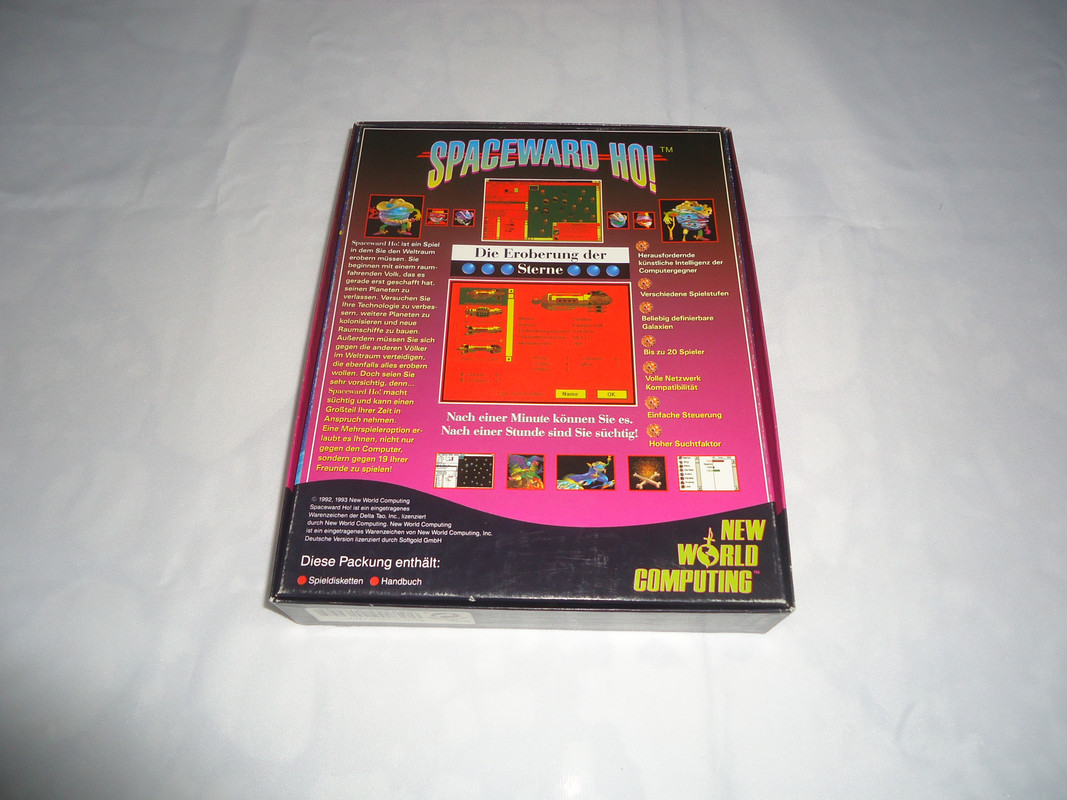 SPACEWARD HO!™
Spaceward Ho! ist ein Spiel
in dem Sie den Weltraum
erobern müssen. Sie
beginnen mit einem raum-
fahrenden Volk, das es
gerade erst geschafft hat,
seinen Planeten zu
verlassen. Versuchen Sie
Ihre Technologie zu verbes-
sern, weitere Planeten zu
kolonisieren und neue
Raumschiffe zu bauen.
Außerdem müssen Sie sich
gegen die anderen Völker
im Weltraum verteidigen,
die ebenfalls alles erobern
wollen. Doch seien Sie
sehr vorsichtig, denn...
Spaceward Ho! macht
süchtig und kann einen
Großteil Ihrer Zeit in
Anspruch nehmen.
Eine Mehrspieleroption er-
laubt es Ihnen, nicht nur
gegen den Computer,
sondern gegen 19 Ihrer
Freunde zu spielen!
Die Eroberung der
Sterne
Name
OK
Nach einer Minute können Sie es.
Nach einer Stunde sind Sie süchtig!
Herausfordernde
künstliche Intelligenz der
Computergegner
Verschiedene Spielstufen
Beliebig definierbare
Galaxien
Bis zu 20 Spieler
Volle Netzwerk
Kompatibilität
Einfache Steuerung
Hoher Suchtfaktor
© 1992, 1993 New World Computing
Spaceward Ho! ist ein eingetragenes
Warenzeichen der Delta Tao, Inc., lizenziert
durch New World Computing. New World Computing
ist ein eingetragenes Warenzeichen von New World Computing, Inc.
Deutsche Version lizenziert durch Softgold GmbH
Diese Packung enthält:
Spieldisketten Handbuch
NEW
WORLD
COMPUTING™